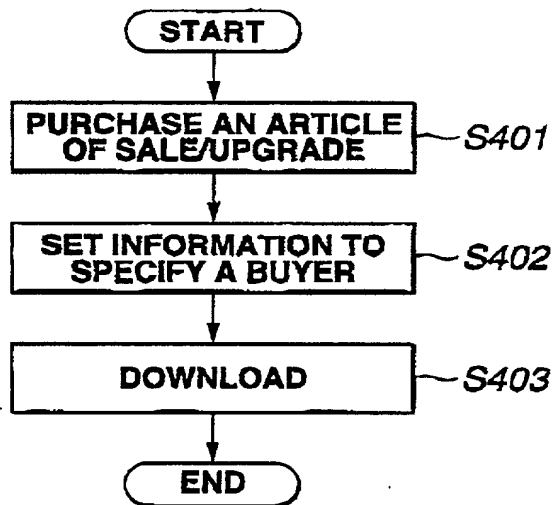 START
PURCHASE AN ARTICLE
OF SALE/UPGRADE
S401
SET INFORMATION TO
SPECIFY A BUYER
S402
DOWNLOAD
S403
END